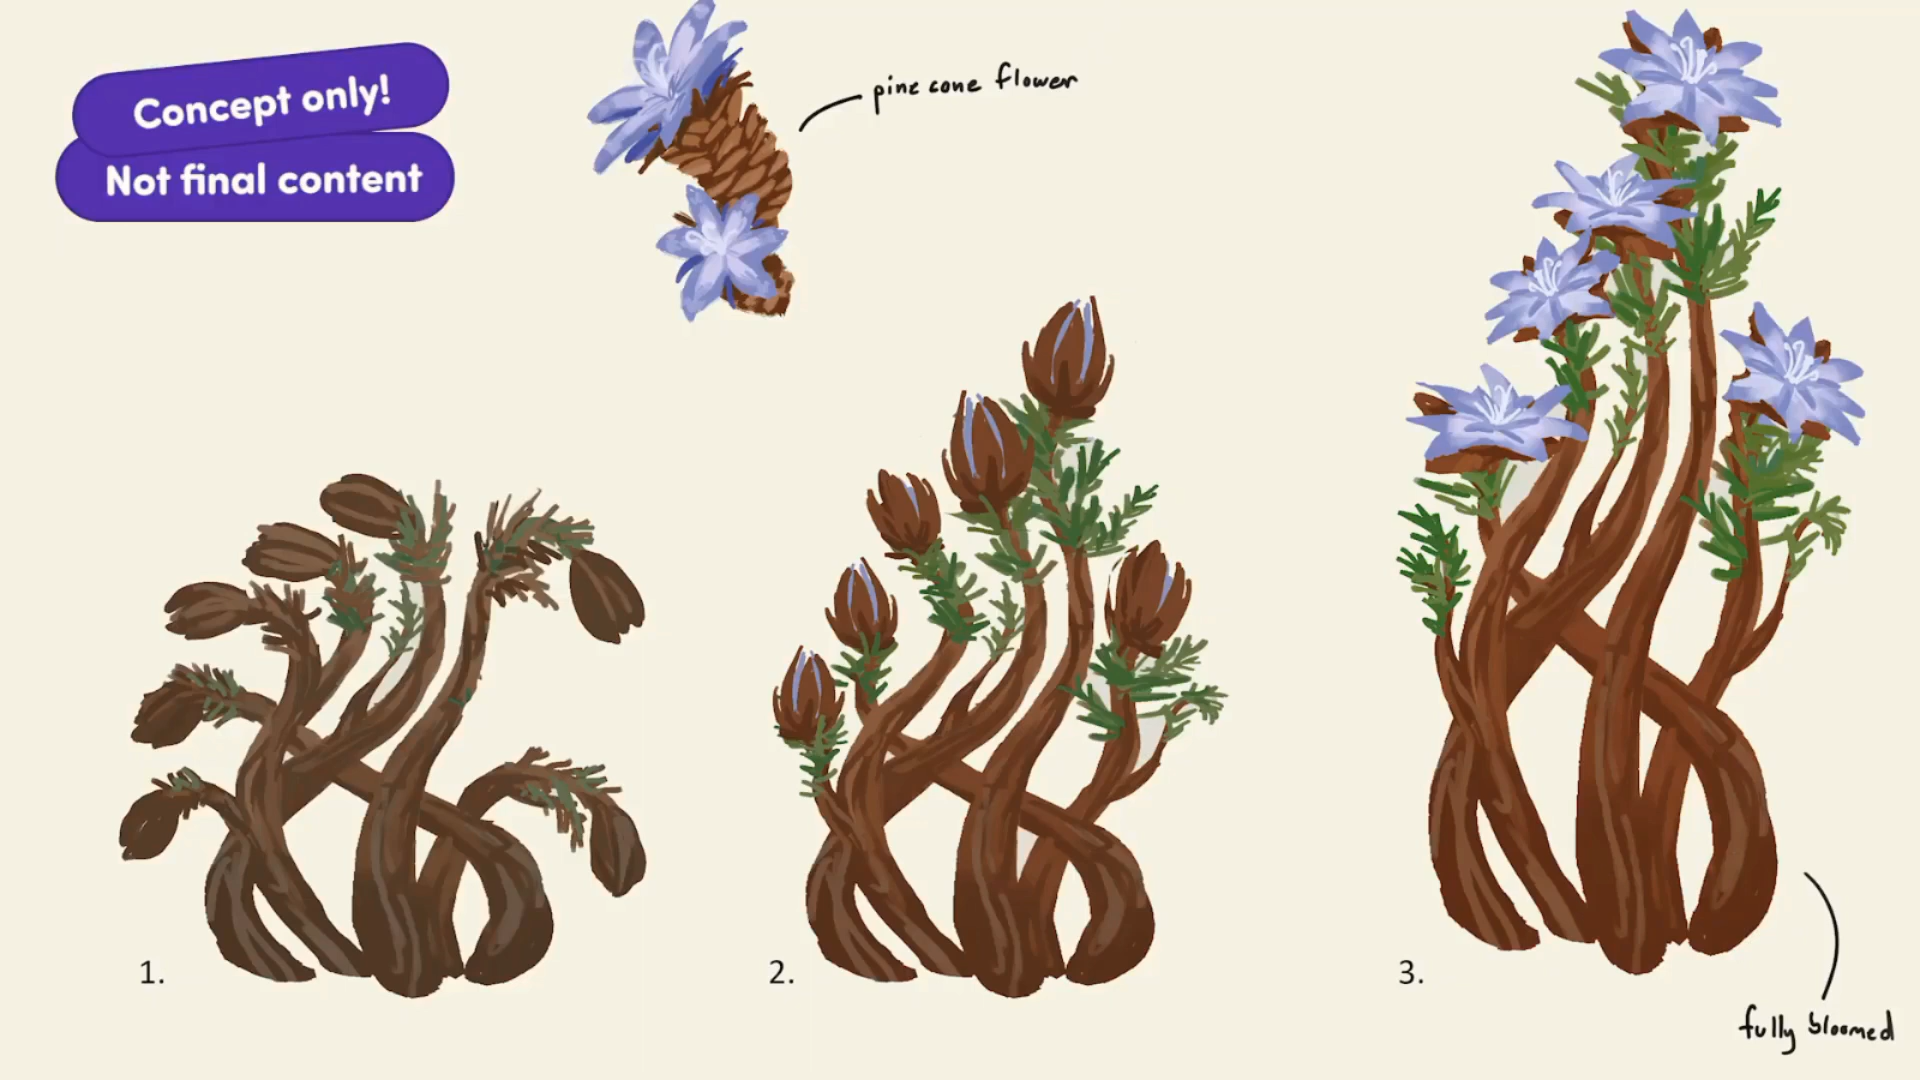 Concept only!
Not final content
pine cone flower
1.
2.
3.
fully bloomed